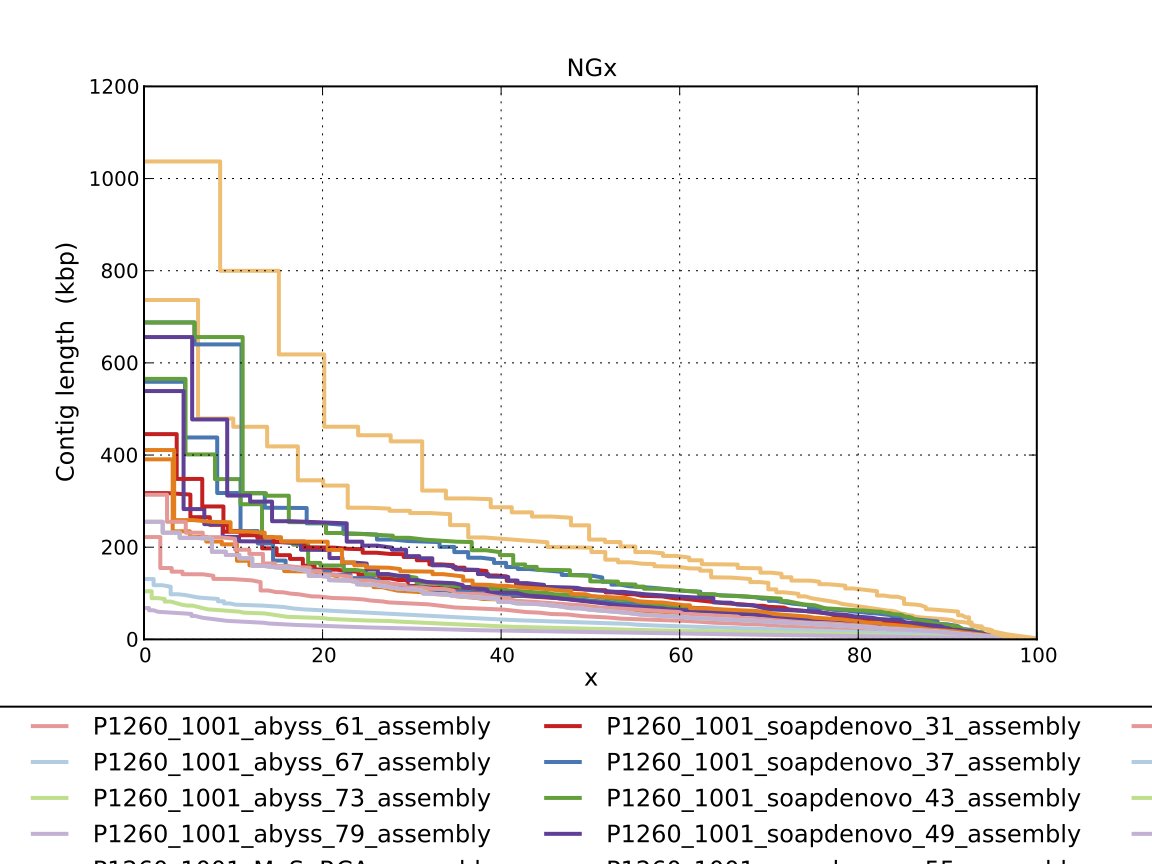 NGx
1200
1000
800
600
400
200
0
Contig length (kbp)
0 20 40 60 80 100
x
P1260_1001_abyss_61_assembly P1260_1001_soapdenovo_31_assembly
P1260_1001_abyss_67_assembly P1260_1001_soapdenovo_37_assembly
P1260_1001_abyss_73_assembly P1260_1001_soapdenovo_43_assembly
P1260_1001_abyss_79_assembly P1260_1001_soapdenovo_49_assembly